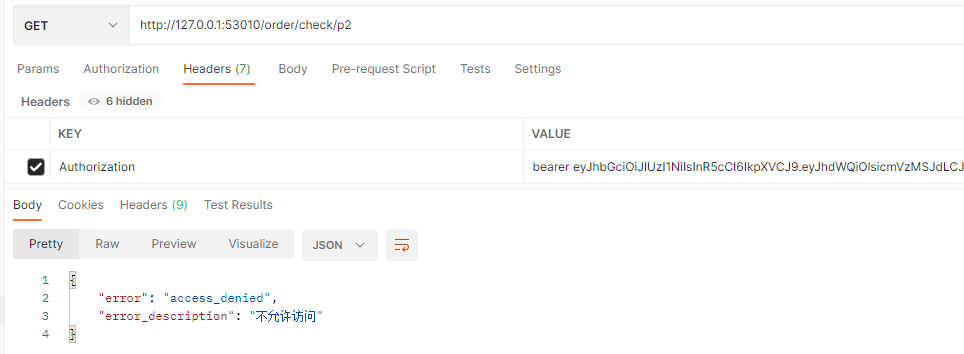 GET http://127.0.0.1:53010/order/check/p2
Params Authorization Headers (7) Body Pre-request Script Tests Settings
Headers 6 hidden
KEY VALUE
Authorization bearer eyJhbGciOiJIUzI1NiIsInR5cCI6IkpXVCJ9.eyJhdWQiOlsicmVzMSJdLCJ
Body Cookies Headers (9) Test Results
Pretty Raw Preview Visualize JSON
1 {
2 "error": "access_denied",
3 "error_description": "不允许访问"
4 }